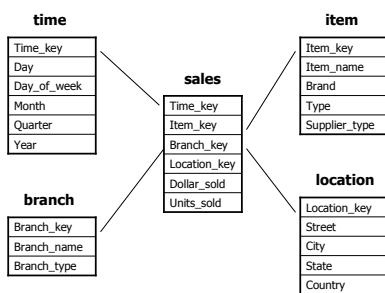 time
Time_key
Day
Day_of_week
Month
Quarter
Year
branch
Branch_key
Branch_name
Branch_type
sales
Time_key
Item_key
Branch_key
Location_key
Dollar_sold
Units_sold
item
Item_key
Item_name
Brand
Type
Supplier_type
location
Location_key
Street
City
State
Country